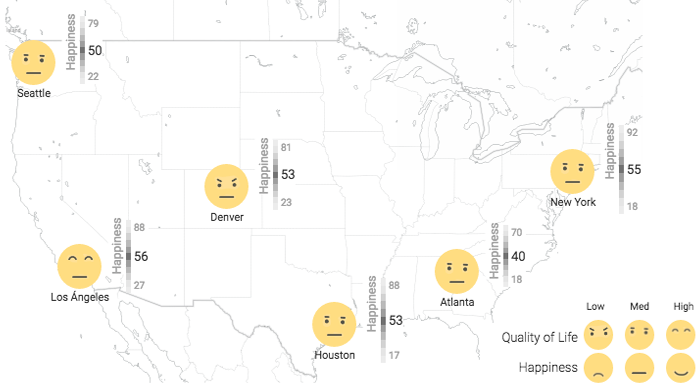 Happiness
79
50
22
Seattle
Happiness
81
53
23
Denver
Happiness
92
55
18
New York
Happiness
88
56
27
Los Angeles
Happiness
70
40
18
Atlanta
Happiness
88
53
17
Houston
Low Med High
Quality of Life
Happiness